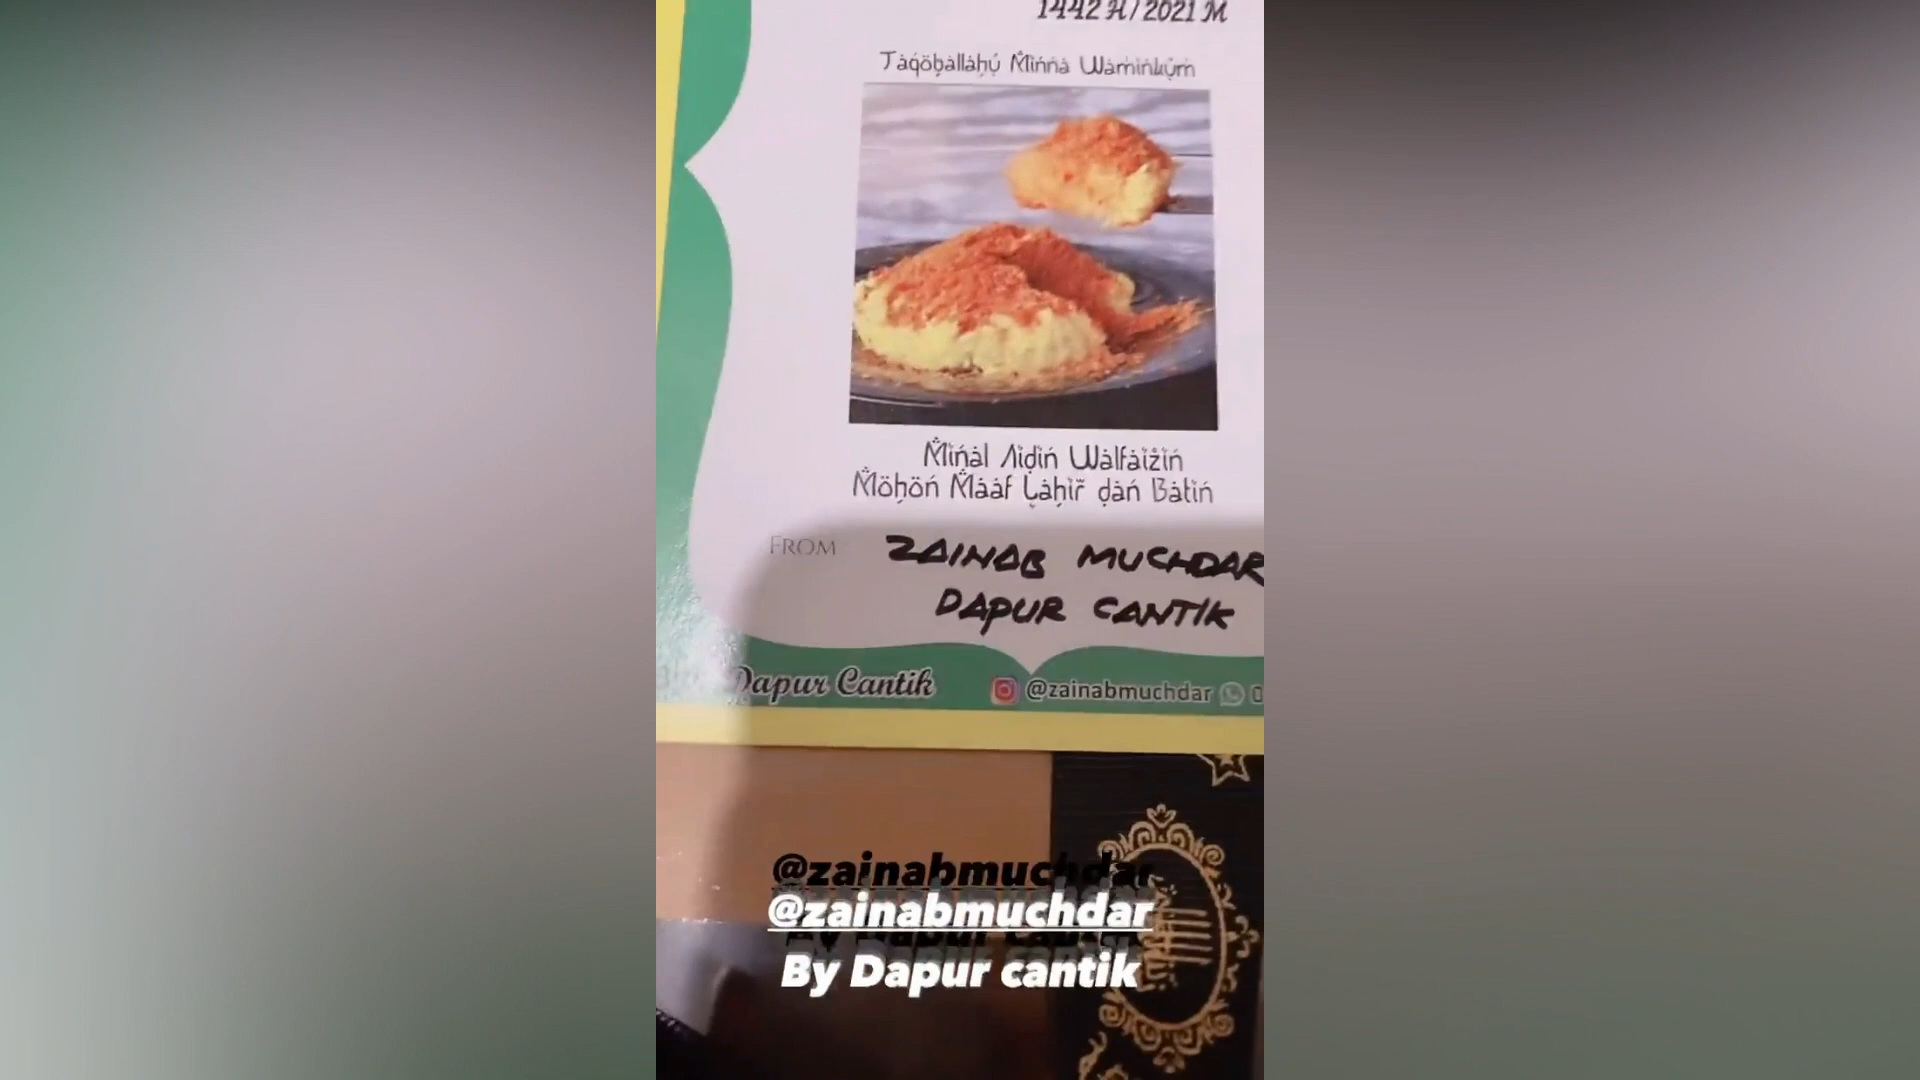 1442 H / 2021 M
Taqoballahu Minna Waminkum
Minal Aidin Walfaizin
Mohon Maaf Lahir dan Batin
FROM ZAINAB MUCHDAR
DAPUR CANTIK
Dapur Cantik @zainabmuchdar 0
@zainabmuchdar
@zainabmuchdar
By Dapur cantik